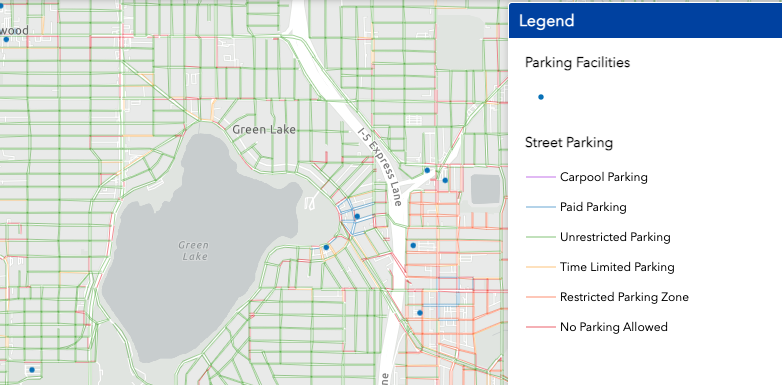 wood
Green Lake
I-5 Express Lane
Green
Lake
ne
Legend
Parking Facilities
Street Parking
Carpool Parking
Paid Parking
Unrestricted Parking
Time Limited Parking
Restricted Parking Zone
No Parking Allowed